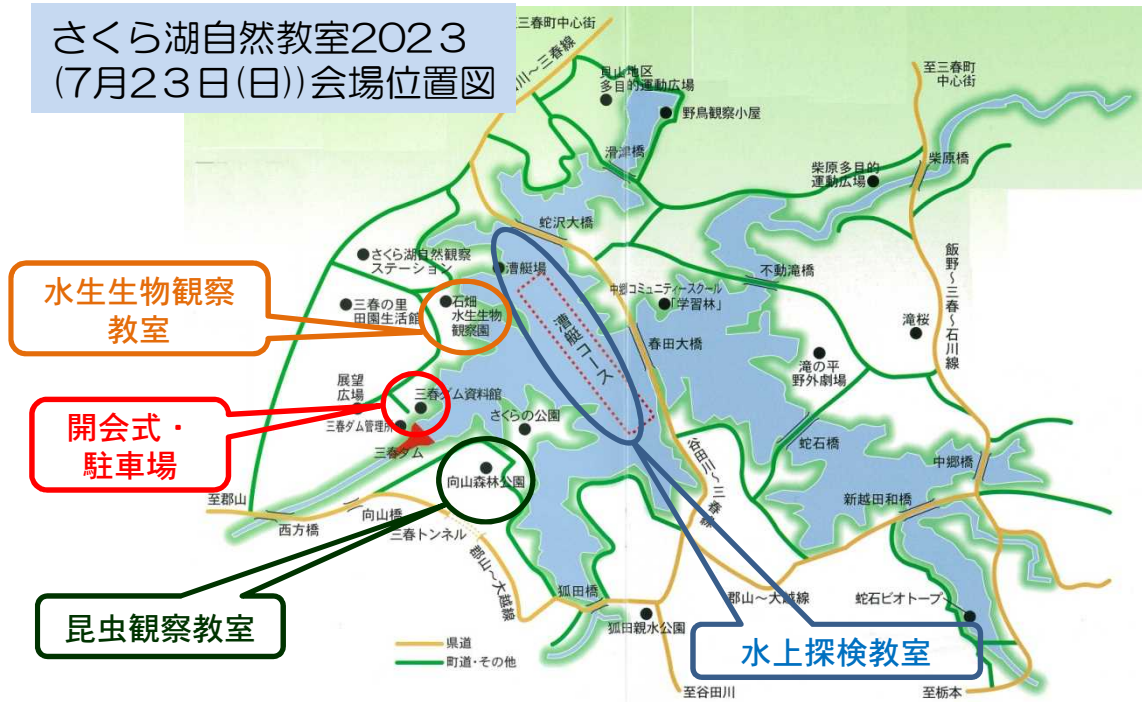 さくら湖自然教室2023
(7月23日(日))会場位置図
至三春町中心街
川～三春線
艮山地区
多目的運動広場
野鳥観察小屋
滑津橋
至三春町
中心街
柴原橋
柴原多目的
運動広場
蛇沢大橋
さくら湖自然観察
ステーション
漕艇場
不動滝橋
飯野～三春～石川線
水生生物観察
教室
三春の里
田園生活館
石畑
水生生物
観察園
中郷コミュニティースクール
「学習林」
漕艇コース
春田大橋
滝桜
滝の平
野外劇場
展望
広場
三春ダム資料館
さくらの公園
三春ダム管理所
三春ダム
開会式・
駐車場
蛇石橋
中郷橋
谷田川～三春線
向山森林公園
新越田和橋
至郡山
西方橋
向山橋
三春トンネル
郡山～大越線
狐田橋
郡山～大越線
蛇石ビオトープ
昆虫観察教室
狐田親水公園
水上探検教室
県道
町道・その他
至谷田川
至栃本